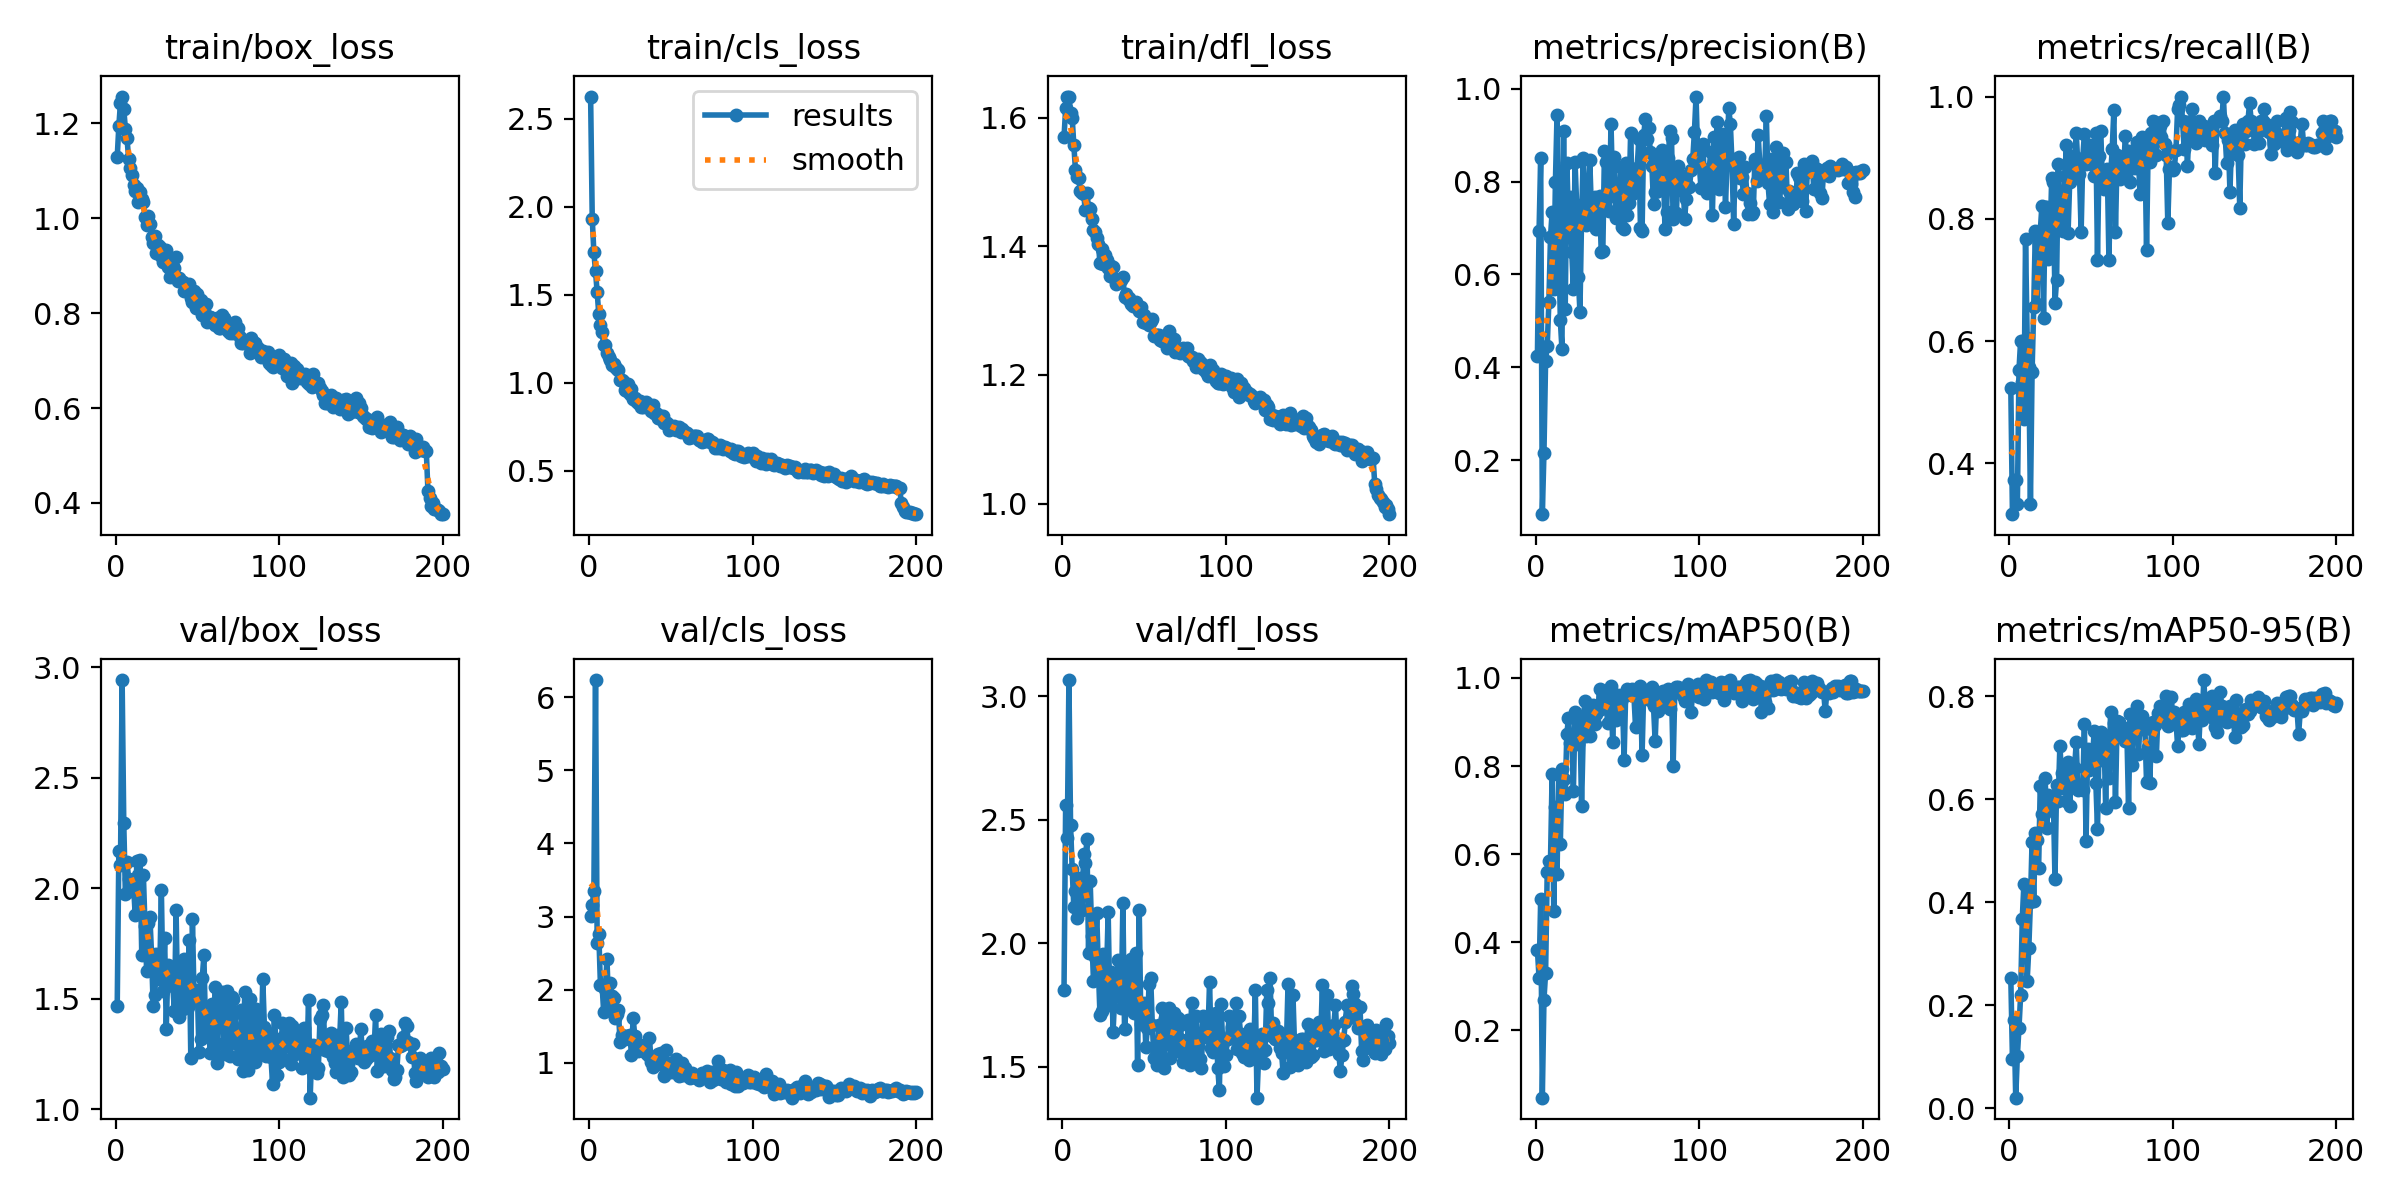 train/box_loss
1.2
1.0
0.8
0.6
0.4
0 100 200
train/cls_loss
results
smooth
2.5
2.0
1.5
1.0
0.5
0 100 200
train/dfl_loss
1.6
1.4
1.2
1.0
0 100 200
metrics/precision(B)
1.0
0.8
0.6
0.4
0.2
0 100 200
metrics/recall(B)
1.0
0.8
0.6
0.4
0 100 200
val/box_loss
3.0
2.5
2.0
1.5
1.0
0 100 200
val/cls_loss
6
5
4
3
2
1
0 100 200
val/dfl_loss
3.0
2.5
2.0
1.5
0 100 200
metrics/mAP50(B)
1.0
0.8
0.6
0.4
0.2
0 100 200
metrics/mAP50-95(B)
0.8
0.6
0.4
0.2
0.0
0 100 200